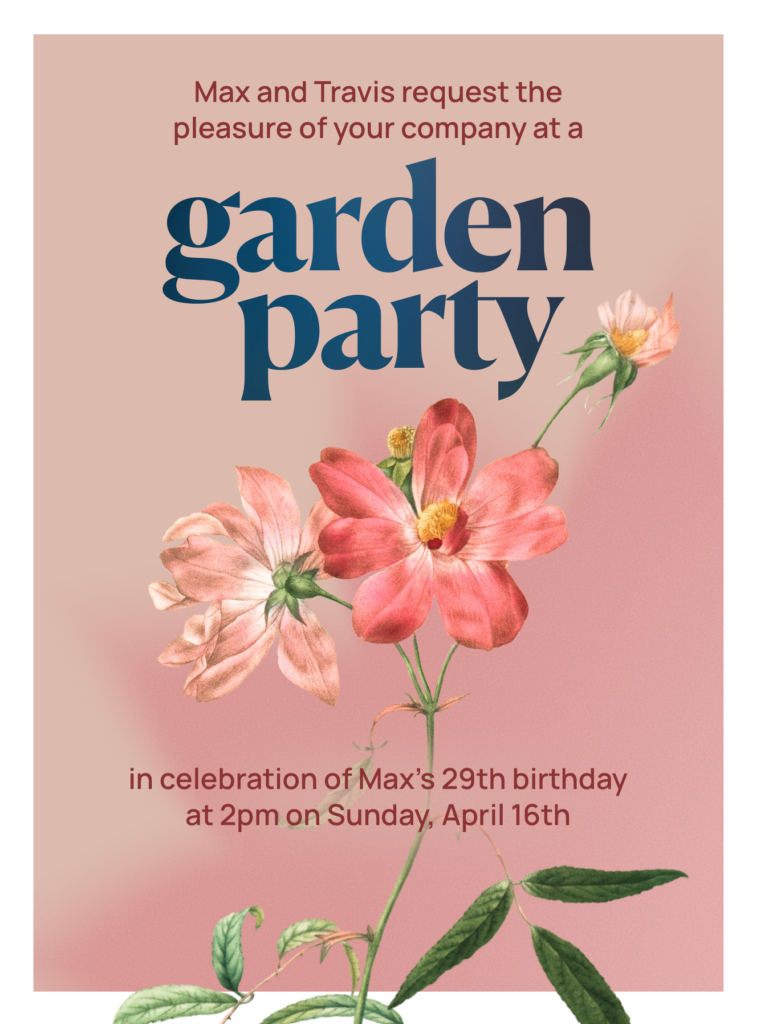 Max and Travis request the
pleasure of your company at a
garden
party
in celebration of Max's 29th birthday
at 2pm on Sunday, April 16th